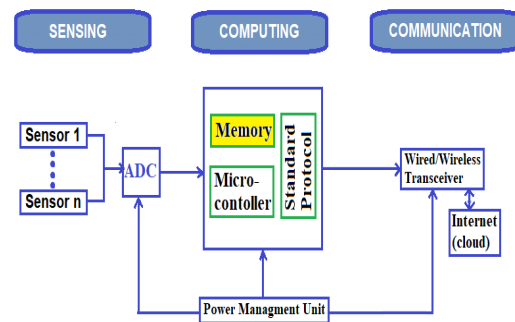 SENSING
COMPUTING
COMMUNICATION
Sensor 1
Sensor n
ADC
Memory
Micro-
contoller
Standard
Protocol
Wired/Wireless
Transceiver
Internet
(cloud)
Power Managment Unit